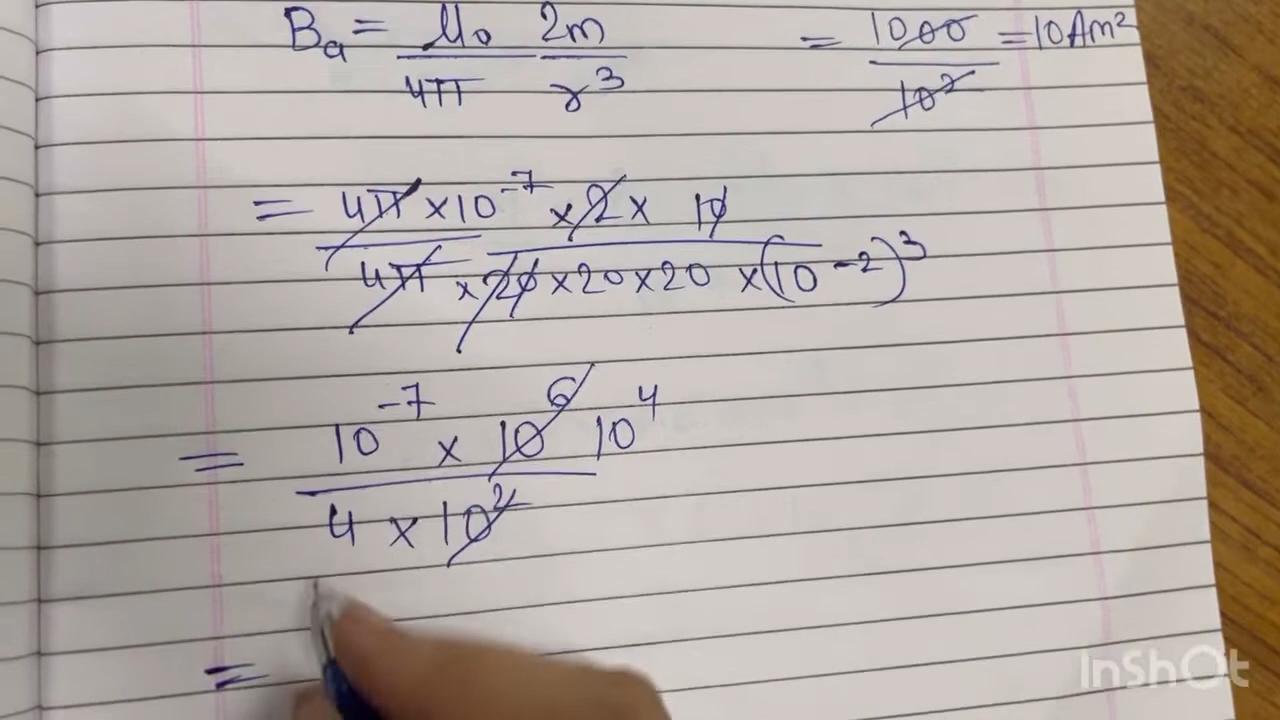 Ba = μ₀ 2m = 1000 = 10Am²
4π r³ 10²
= 4π × 10⁻⁷ × 2 × 10
4π × 20 × 20 × 20 × (10⁻²)³
= 10⁻⁷ × 10⁶ 10⁴
4 × 10²
=
InShOt